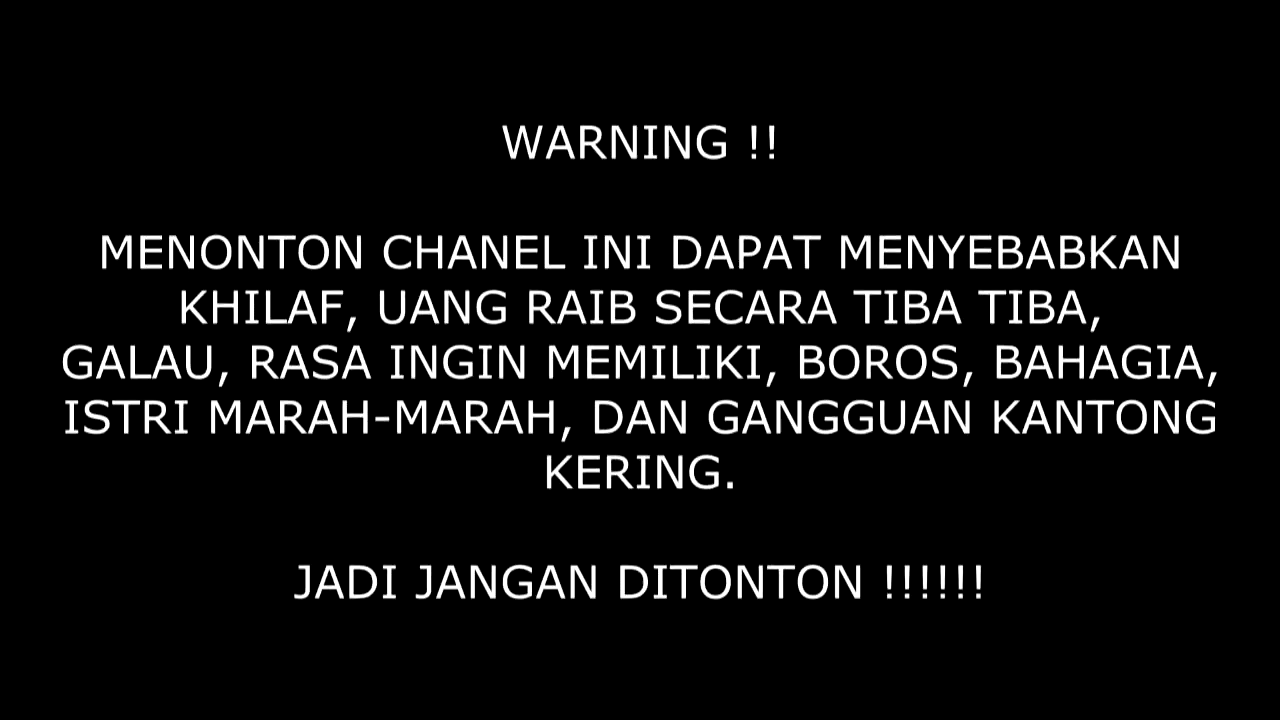 WARNING !!
MENONTON CHANEL INI DAPAT MENYEBABKAN
KHILAF, UANG RAIB SECARA TIBA TIBA,
GALAU, RASA INGIN MEMILIKI, BOROS, BAHAGIA,
ISTRI MARAH-MARAH, DAN GANGGUAN KANTONG
KERING.
JADI JANGAN DITONTON !!!!!!